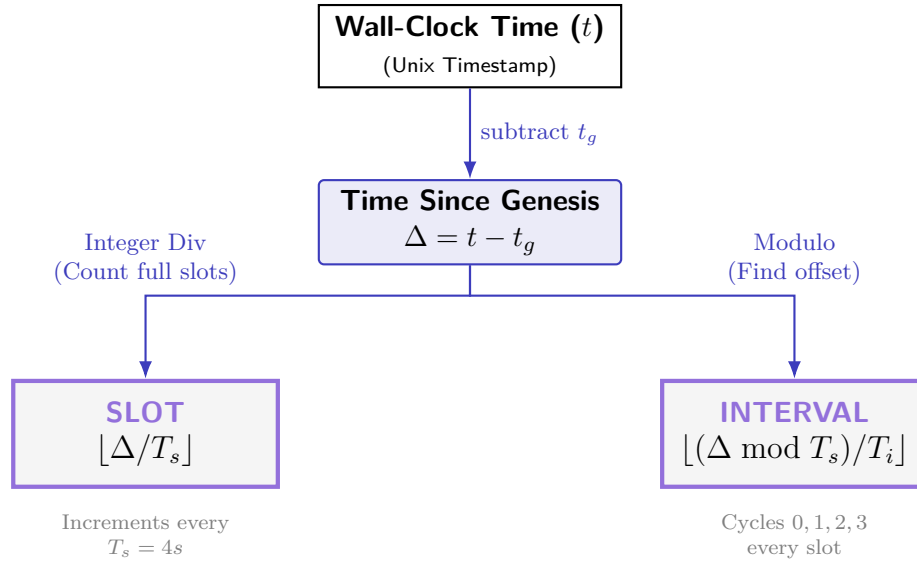 Wall-Clock Time (t)
(Unix Timestamp)
subtract t_g
Time Since Genesis
Δ = t − t_g
Integer Div
(Count full slots)
Modulo
(Find offset)
SLOT
⌊Δ/T_s⌋
INTERVAL
⌊(Δ mod T_s)/T_i⌋
Increments every
T_s = 4s
Cycles 0, 1, 2, 3
every slot